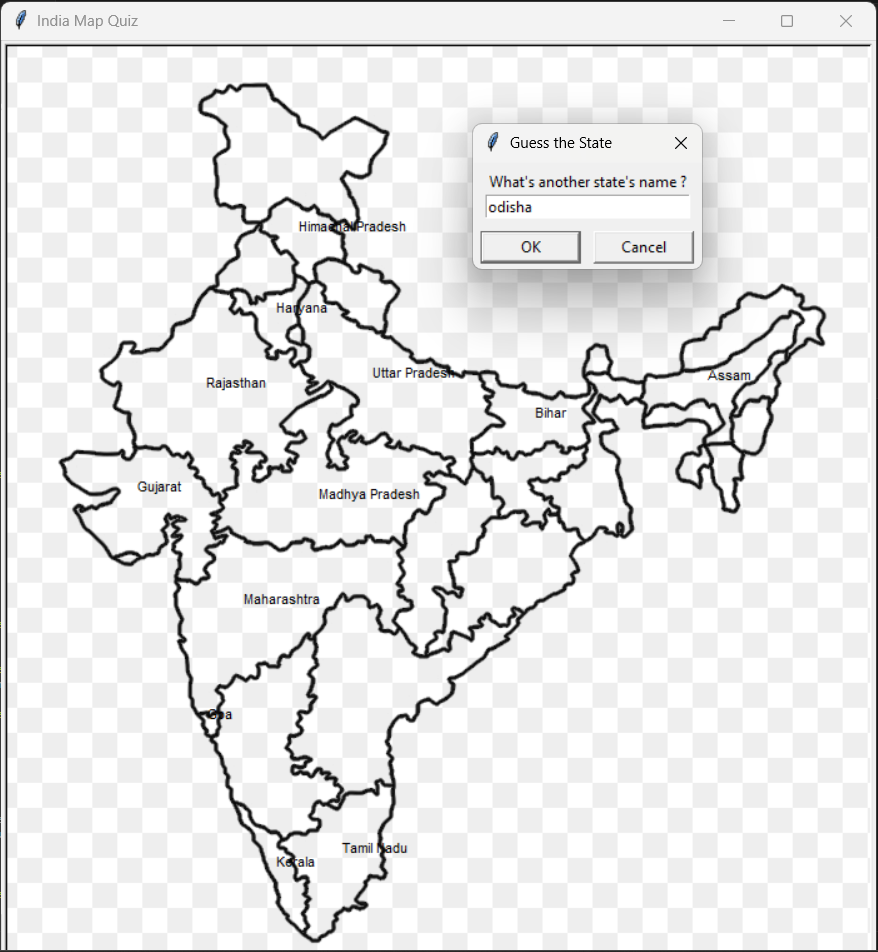 India Map Quiz
Guess the State
What's another state's name ?
odisha
OK
Cancel
Himachal Pradesh
Haryana
Uttar Pradesh
Assam
Rajasthan
Bihar
Gujarat
Madhya Pradesh
Maharashtra
Goa
Tamil Nadu
Kerala